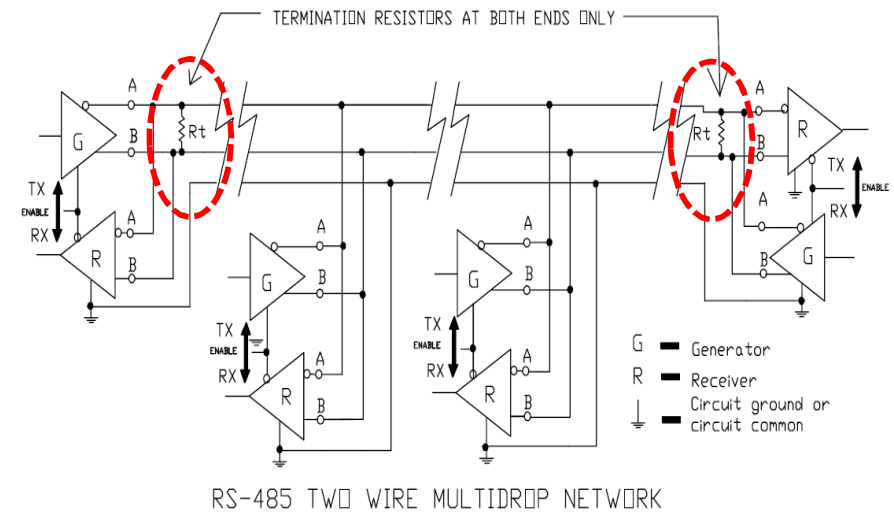 TERMINATION RESISTORS AT BOTH ENDS ONLY
A
A
Rt
Rt
G
B
B
R
TX
ENABLE
RX
TX
ENABLE
RX
A
A
R
B
B
G
A
A
G
B
G
B
TX
ENABLE
RX
TX
ENABLE
RX
A
A
R
B
R
B
G Generator
R Receiver
Circuit ground or
circuit common
RS-485 TWO WIRE MULTIDROP NETWORK